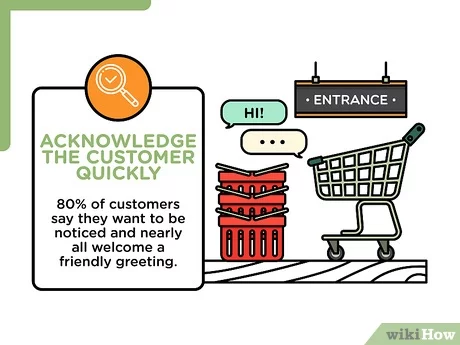 ACKNOWLEDGE
THE CUSTOMER
QUICKLY
80% of customers
say they want to be
noticed and nearly
all welcome a
friendly greeting.
• ENTRANCE •
HI!
• • •
wikiHow